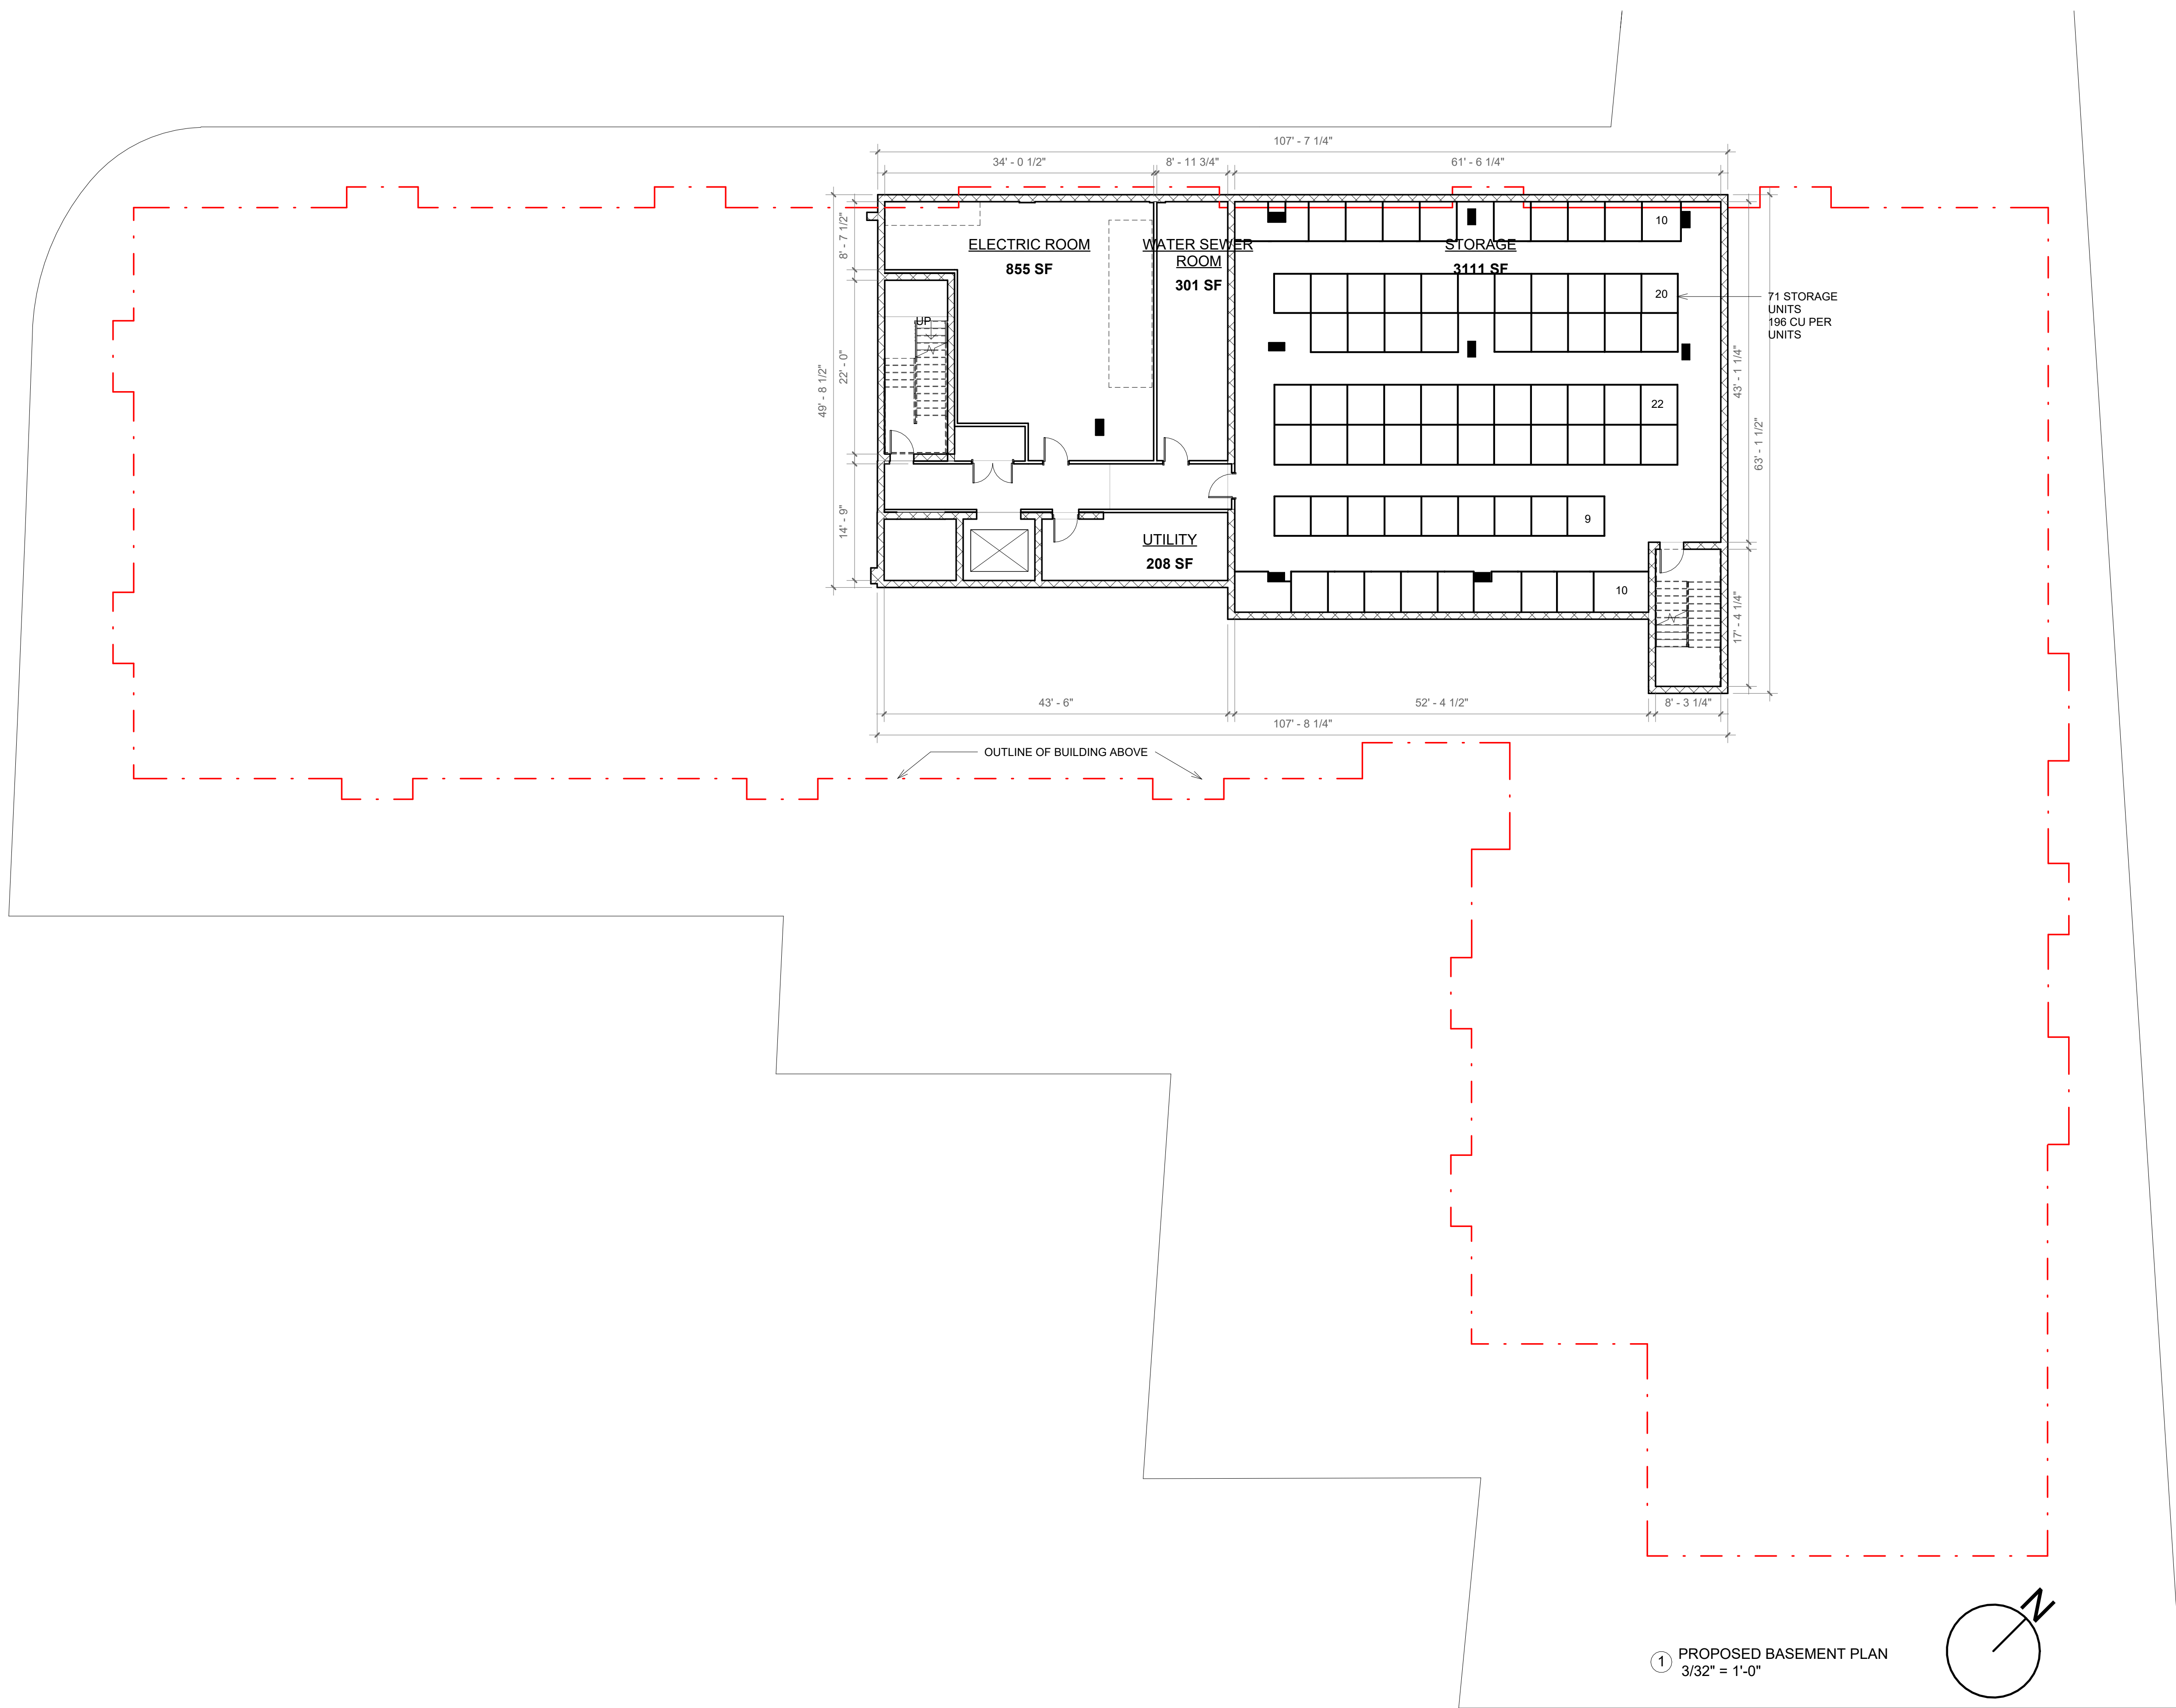 107' - 7 1/4"
34' - 0 1/2"
8' - 11 3/4"
61' - 6 1/4"
8' - 7 1/2"
22' - 0"
49' - 8 1/2"
14' - 9"
ELECTRIC ROOM
855 SF
WATER SEWER
ROOM
301 SF
STORAGE
3111 SF
10
20
71 STORAGE
UNITS
196 CU PER
UNITS
UP
22
43' - 1 1/4"
63' - 1 1/2"
9
UTILITY
208 SF
10
17' - 4 1/4"
43' - 6"
52' - 4 1/2"
8' - 3 1/4"
107' - 8 1/4"
OUTLINE OF BUILDING ABOVE
N
1 PROPOSED BASEMENT PLAN
3/32" = 1'-0"